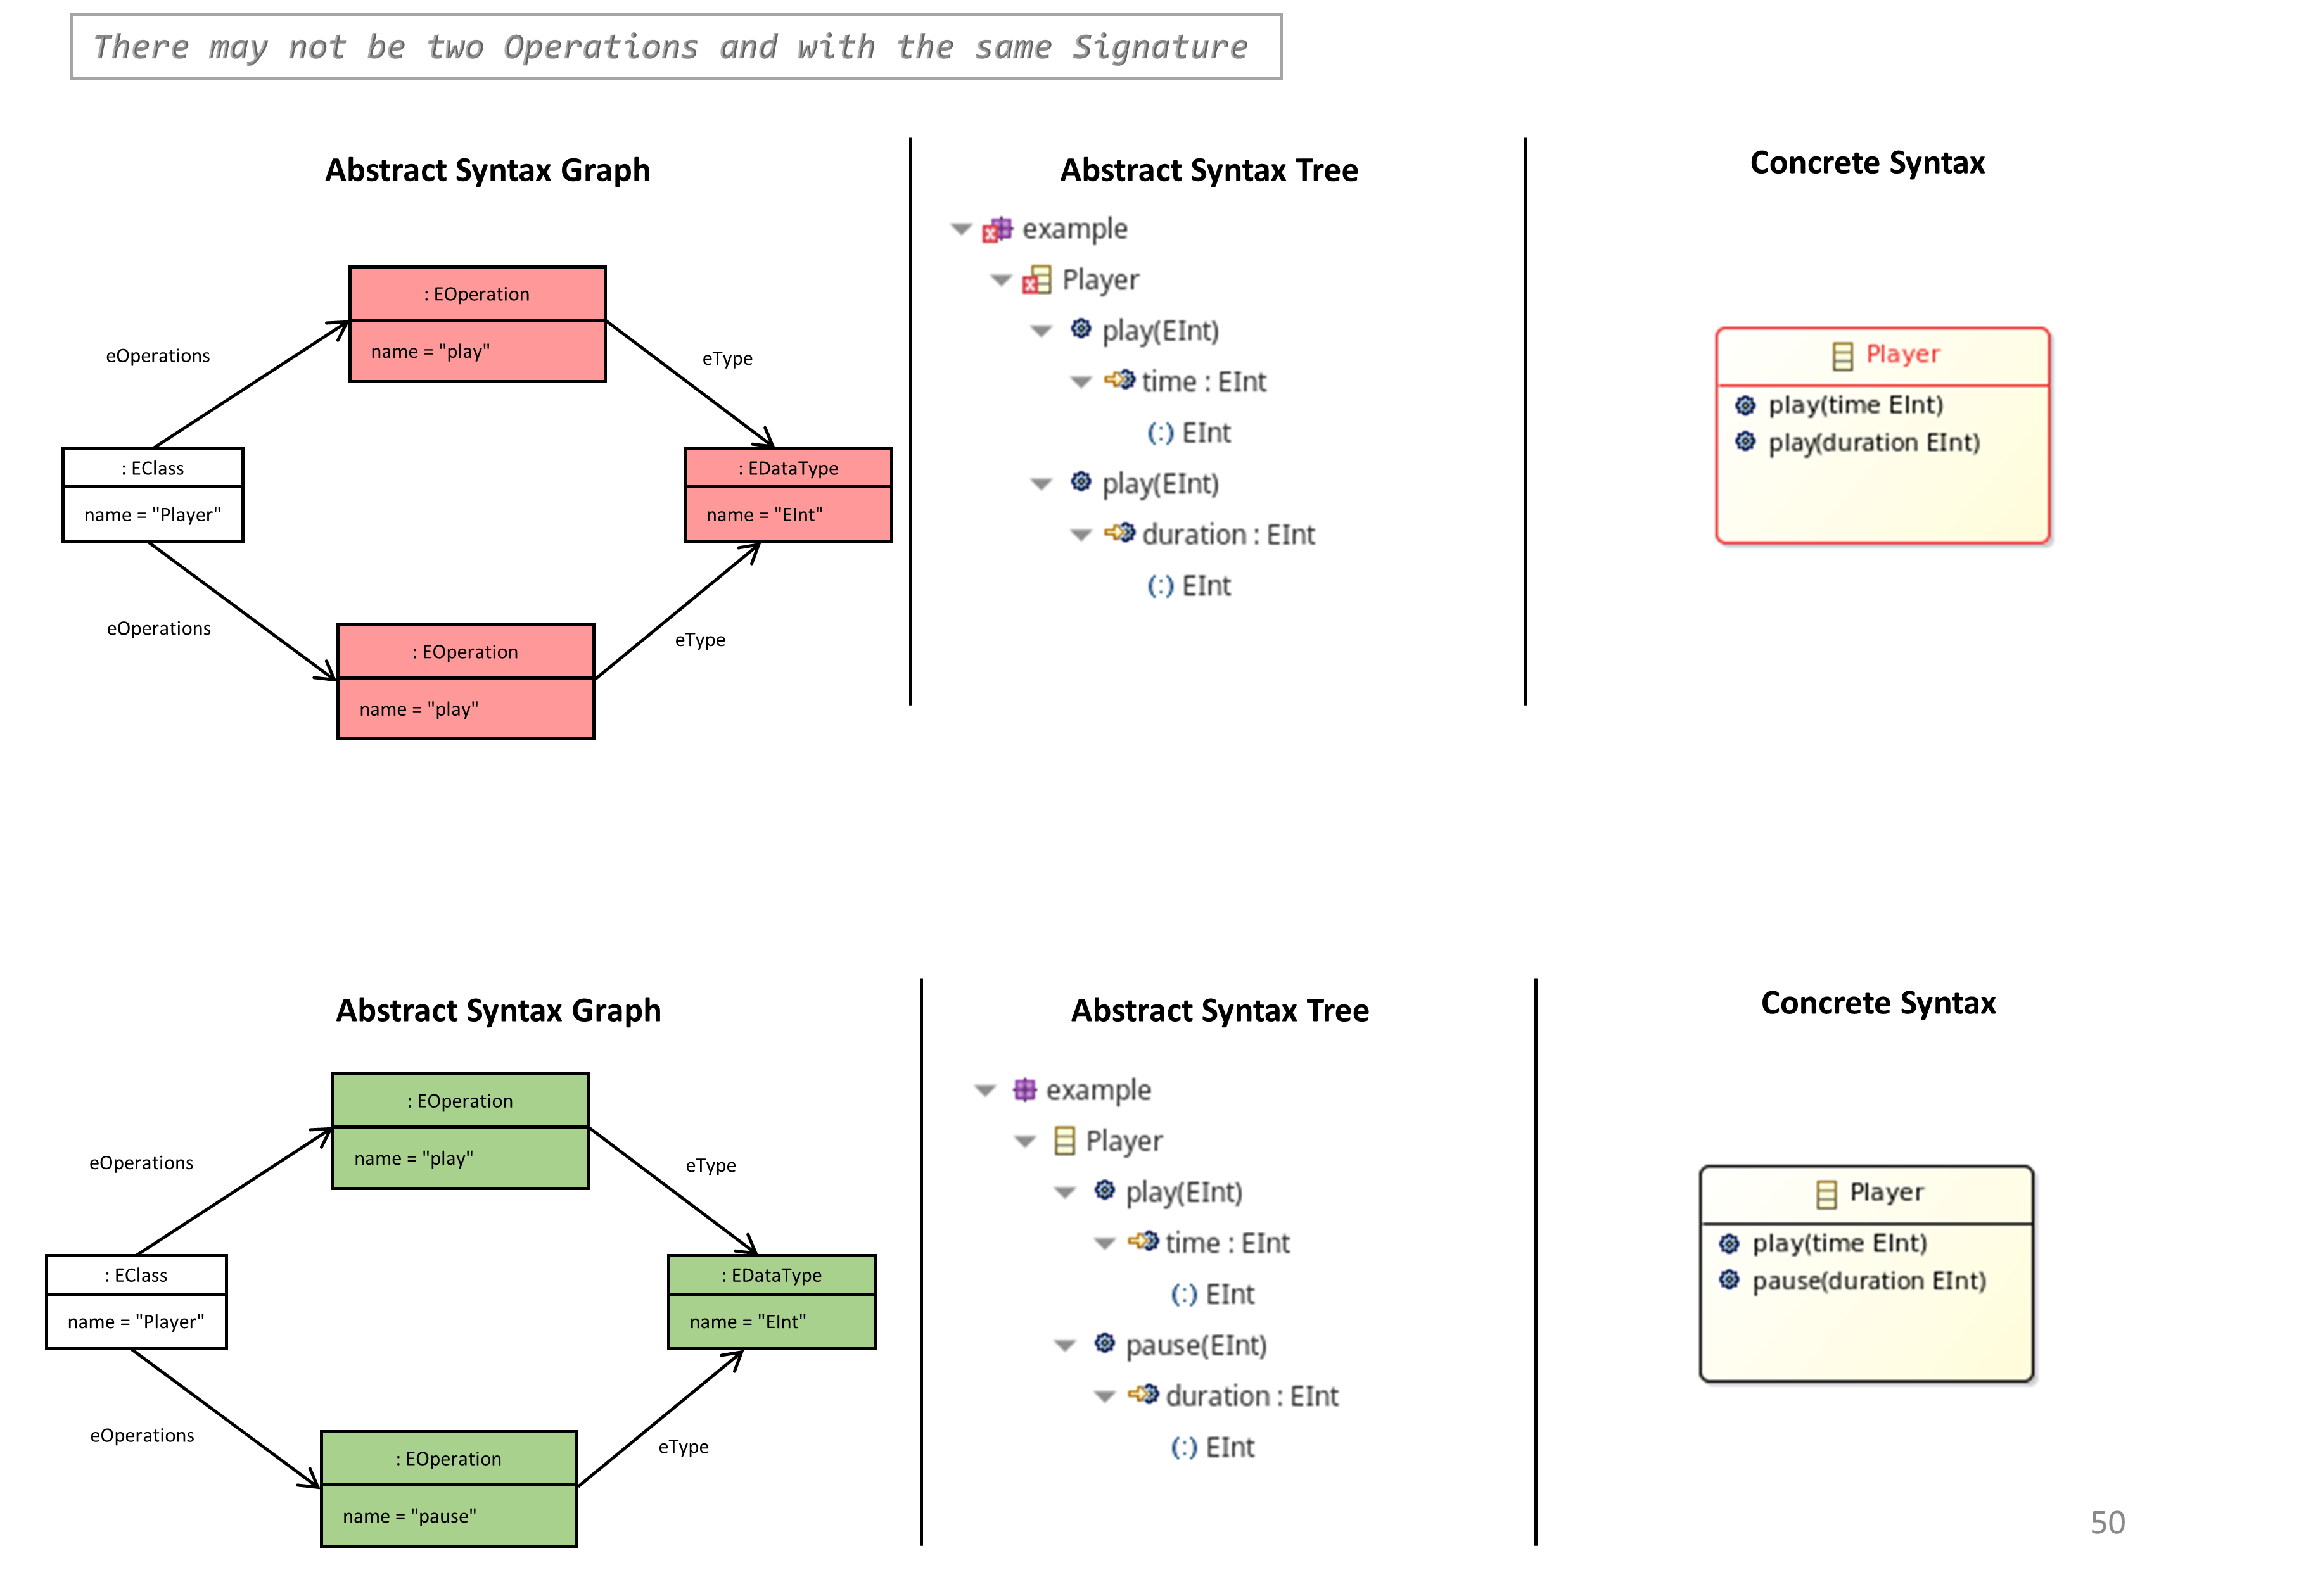 There may not be two Operations and with the same Signature
Abstract Syntax Graph
: EOperation
name = "play"
eOperations
eType
: EClass
name = "Player"
: EDataType
name = "EInt"
eOperations
eType
: EOperation
name = "play"
Abstract Syntax Tree
example
Player
play(EInt)
time : EInt
(:) EInt
play(EInt)
duration : EInt
(:) EInt
Concrete Syntax
Player
play(time EInt)
play(duration EInt)
Abstract Syntax Graph
: EOperation
name = "play"
eOperations
eType
: EClass
name = "Player"
: EDataType
name = "EInt"
eOperations
eType
: EOperation
name = "pause"
Abstract Syntax Tree
example
Player
play(EInt)
time : EInt
(:) EInt
pause(EInt)
duration : EInt
(:) EInt
Concrete Syntax
Player
play(time EInt)
pause(duration EInt)
50